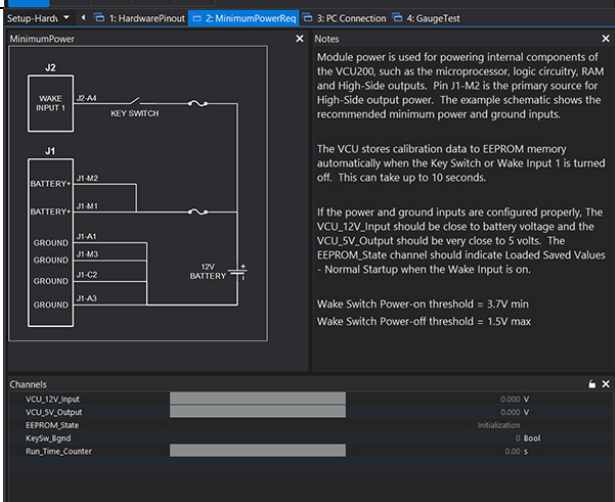 Setup-Hardv
1: HardwarePinout
2: MinimumPowerReq
3: PC Connection
4: GaugeTest
MinimumPower
J2
WAKE
INPUT 1
J2-A4
KEY SWITCH
J1
BATTERY+
J1-M2
BATTERY+
J1-M1
GROUND
J1-A1
GROUND
J1-M3
GROUND
J1-C2
GROUND
J1-A3
12V
BATTERY
+
-
Notes
Module power is used for powering internal components of
the VCU200, such as the microprocessor, logic circuitry, RAM
and High-Side outputs. Pin J1-M2 is the primary source for
High-Side output power. The example schematic shows the
recommended minimum power and ground inputs.
The VCU stores calibration data to EEPROM memory
automatically when the Key Switch or Wake Input 1 is turned
off. This can take up to 10 seconds.
If the power and ground inputs are configured properly, The
VCU_12V_Input should be close to battery voltage and the
VCU_5V_Output should be very close to 5 volts. The
EEPROM_State channel should indicate Loaded Saved Values
- Normal Startup when the Wake Input is on.
Wake Switch Power-on threshold = 3.7V min
Wake Switch Power-off threshold = 1.5V max
Channels
VCU_12V_Input 0.000 V
VCU_5V_Output 0.000 V
EEPROM_State Initialization
KeySw_Bgnd 0 Bool
Run_Time_Counter 0.00 s